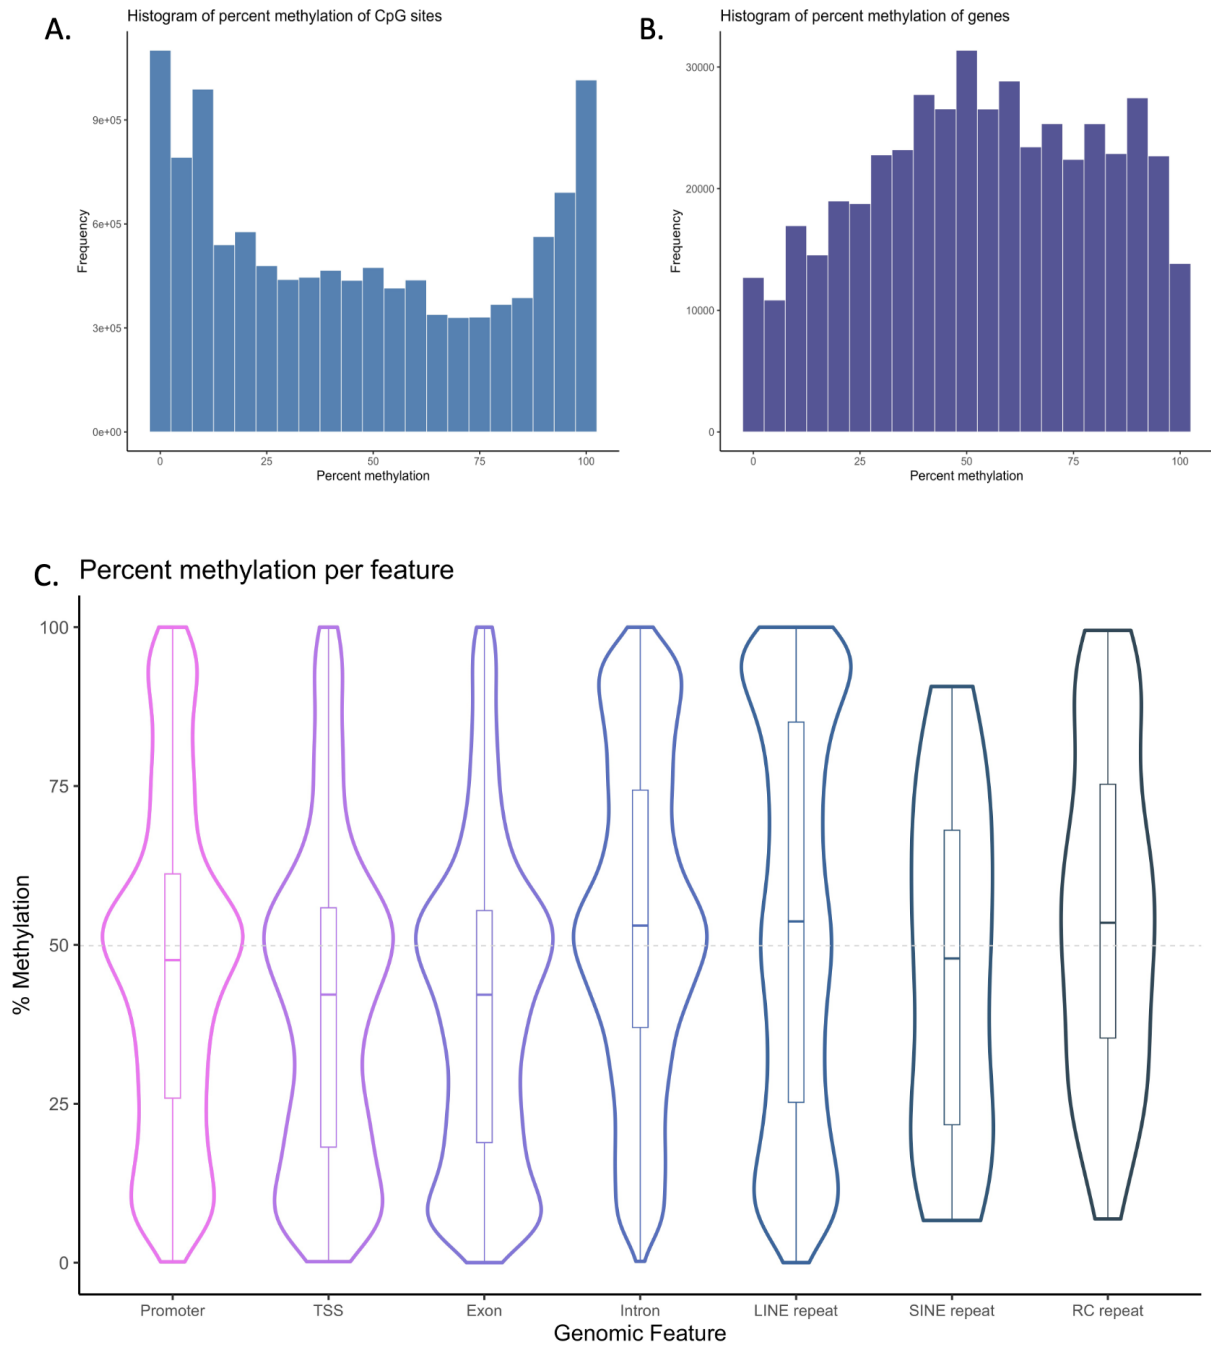 A.
Histogram of percent methylation of CpG sites
9e+05
6e+05
3e+05
0e+00
Frequency
0
25
50
75
100
Percent methylation
B.
Histogram of percent methylation of genes
30000
20000
10000
0
Frequency
0
25
50
75
100
Percent methylation
C. Percent methylation per feature
100
75
50
25
0
% Methylation
Promoter
TSS
Exon
Intron
LINE repeat
SINE repeat
RC repeat
Genomic Feature